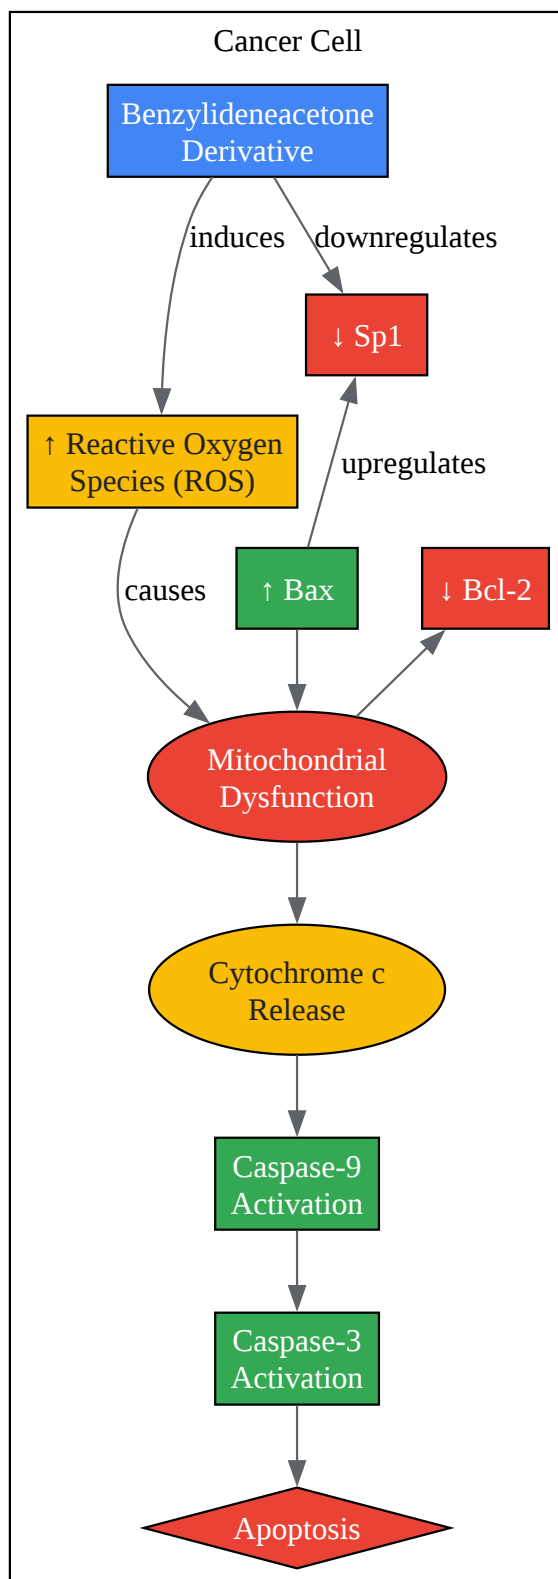 Cancer Cell
Benzylideneacetone
Derivative
induces
downregulates
↓ Sp1
↑ Reactive Oxygen
Species (ROS)
upregulates
causes
↑ Bax
↓ Bcl-2
Mitochondrial
Dysfunction
Cytochrome c
Release
Caspase-9
Activation
Caspase-3
Activation
Apoptosis